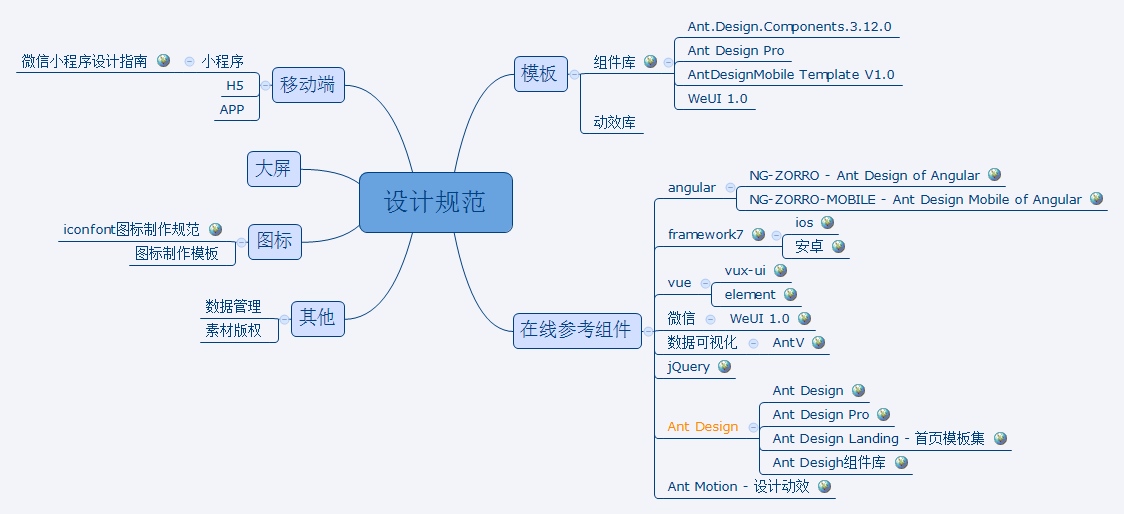 设计规范
模板
组件库
Ant.Design.Components.3.12.0
Ant Design Pro
AntDesignMobile Template V1.0
WeUI 1.0
动效库
在线参考组件
angular
NG-ZORRO - Ant Design of Angular
NG-ZORRO-MOBILE - Ant Design Mobile of Angular
framework7
ios
安卓
vue
vux-ui
element
微信
WeUI 1.0
数据可视化
AntV
jQuery
Ant Design
Ant Design
Ant Design Pro
Ant Design Landing - 首页模板集
Ant Desigh组件库
Ant Motion - 设计动效
移动端
小程序
微信小程序设计指南
H5
APP
大屏
图标
iconfont图标制作规范
图标制作模板
其他
数据管理
素材版权